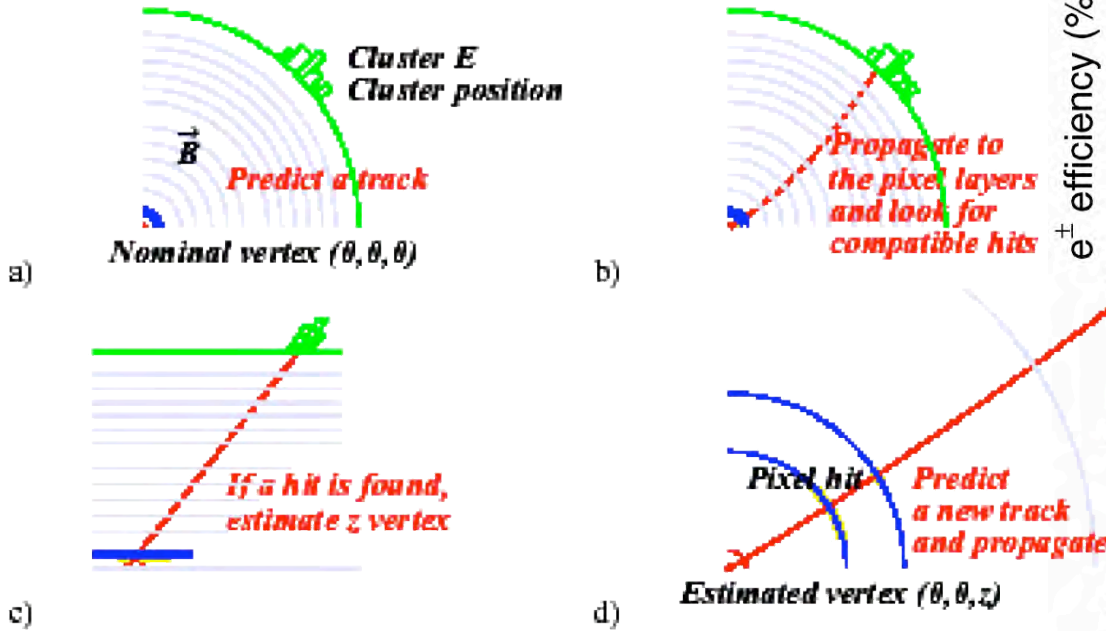 Cluster E
Cluster position
B
Predict a track
Nominal vertex (0,0,0)
a)
Propagate to
the pixel layers
and look for
compatible hits
b)
e± efficiency (%
If a hit is found,
estimate z vertex
c)
Pixel hit
Predict
a new track
and propagate
Estimated vertex (0,0,z)
d)